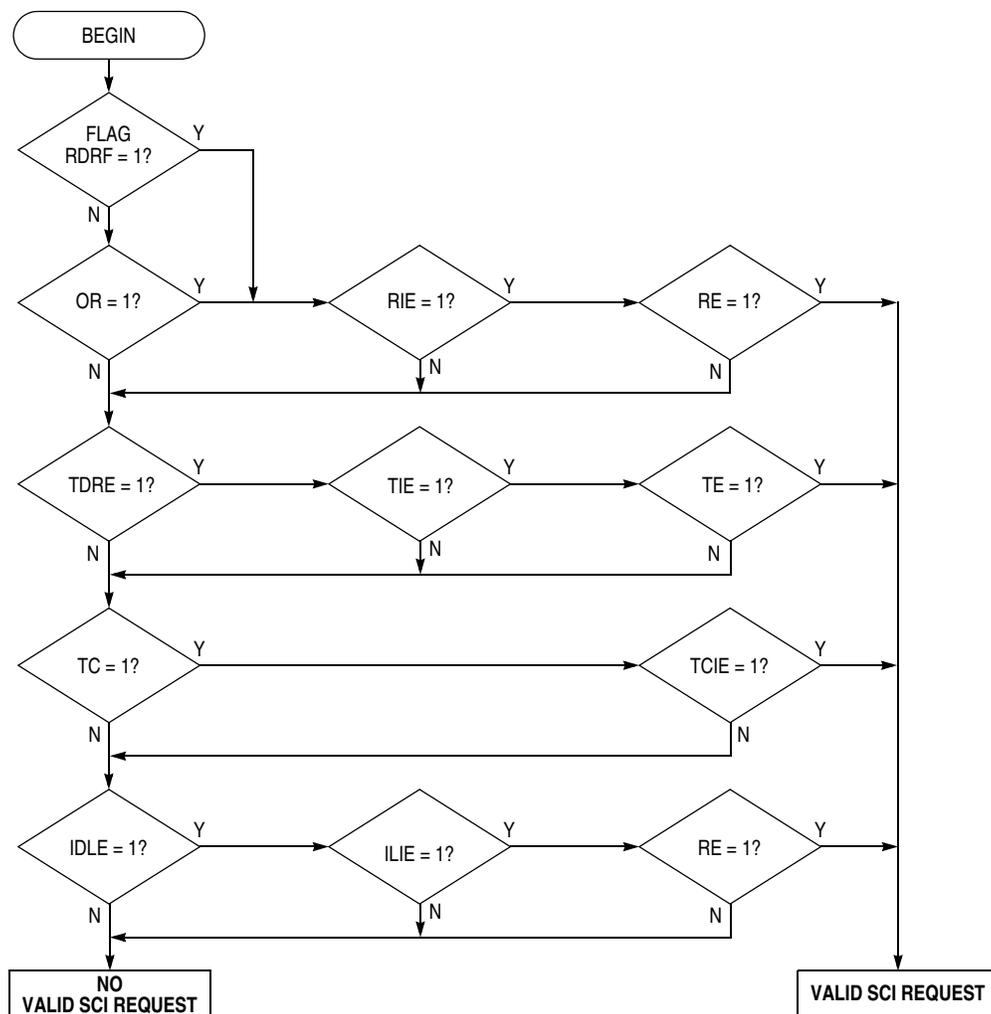 BEGIN
FLAG
RDRF = 1?
Y
N
OR = 1?
Y
RIE = 1?
Y
RE = 1?
Y
N
N
N
TDRE = 1?
Y
TIE = 1?
Y
TE = 1?
Y
N
N
N
TC = 1?
Y
TCIE = 1?
Y
N
N
IDLE = 1?
Y
ILIE = 1?
Y
RE = 1?
Y
N
N
N
NO
VALID SCI REQUEST
VALID SCI REQUEST